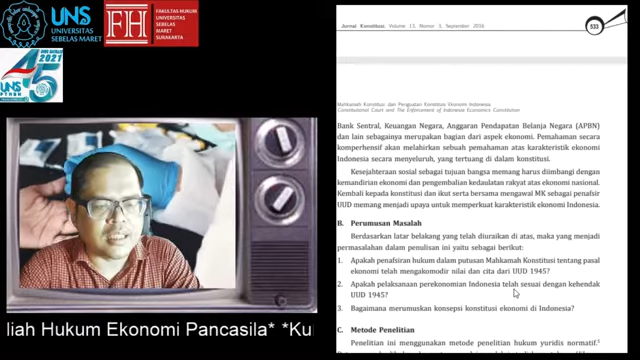 UNS
UNIVERSITAS
SEBELAS MARET
FH
FAKULTAS HUKUM
UNIVERSITAS
SEBELAS
MARET
SURAKARTA
2021
UNS
Jurnal Konstitusi, Volume 13, Nomor 3, September 2016
533
Mahkamah Konstitusi dan Penguatan Konstitusi Ekonomi Indonesia
Constitutional Court and The Enforcement of Indonesia Economics Constitution
Bank Sentral, Keuangan Negara, Anggaran Pendapatan Belanja Negara (APBN)
dan lain sebagainya merupakan bagian dari aspek ekonomi. Pemahaman secara
komperhensif akan melahirkan sebuah pemahaman atas karakteristik ekonomi
Indonesia secara menyeluruh, yang tertuang di dalam konstitusi.
Kesejahteraan sosial sebagai tujuan bangsa memang harus diimbangi dengan
kemandirian ekonomi dan pengembalian kedaulatan rakyat atas ekonomi nasional.
Kembali kepada konstitusi dan ikut serta bersama mengawal MK sebagai penafsir
UUD memang menjadi upaya untuk memperkuat karakteristik ekonomi Indonesia.
B. Perumusan Masalah
Berdasarkan latar belakang yang telah diuraikan di atas, maka yang menjadi
permasalahan dalam penulisan ini yaitu sebagai berikut:
1. Apakah penafsiran hukum dalam putusan Mahkamah Konstitusi tentang pasal
ekonomi telah mengakomodir nilai dan cita dari UUD 1945?
2. Apakah pelaksanaan perekonomian Indonesia telah sesuai dengan kehendak
UUD 1945?
3. Bagaimana merumuskan konsepsi konstitusi ekonomi di Indonesia?
C. Metode Penelitian
Penelitian ini menggunakan metode penelitian hukum yuridis normatif.
liah Hukum Ekonomi Pancasila* *Ku